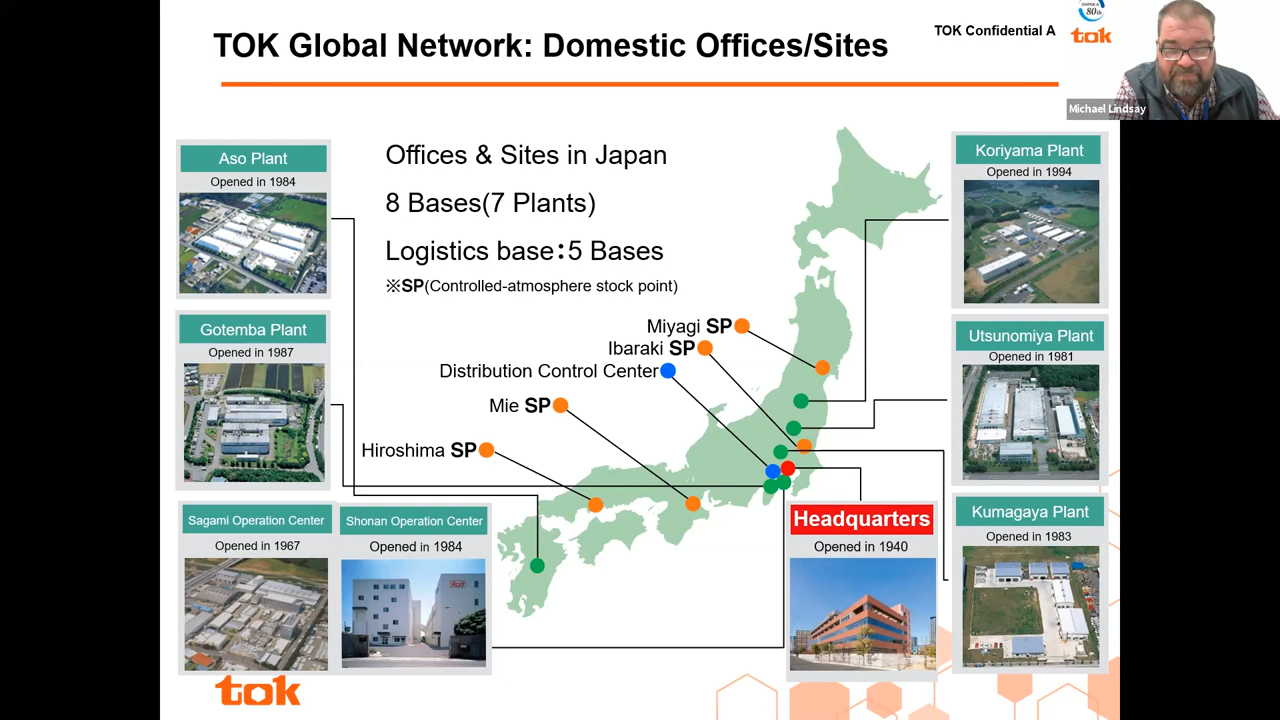 TOK Global Network: Domestic Offices/Sites
TOK Confidential A
80th
tok
Michael Lindsay
Offices & Sites in Japan
8 Bases(7 Plants)
Logistics base：5 Bases
※SP(Controlled-atmosphere stock point)
Aso Plant
Opened in 1984
Gotemba Plant
Opened in 1987
Sagami Operation Center
Opened in 1967
Shonan Operation Center
Opened in 1984
Miyagi SP
Ibaraki SP
Distribution Control Center
Mie SP
Hiroshima SP
Headquarters
Opened in 1940
Koriyama Plant
Opened in 1994
Utsunomiya Plant
Opened in 1981
Kumagaya Plant
Opened in 1983
tok